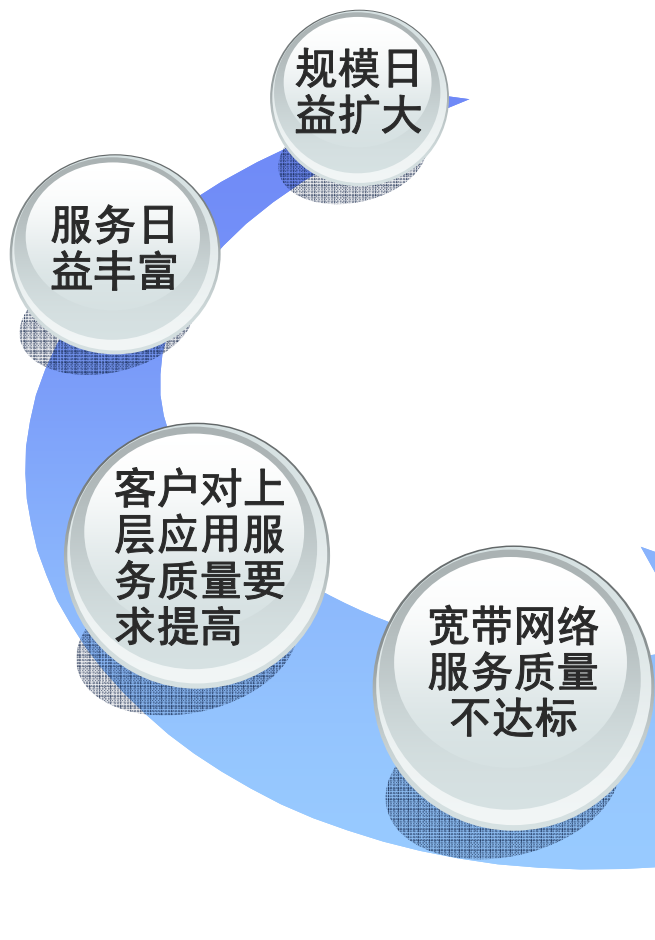 规模日
益扩大
服务日
益丰富
客户对上
层应用服
务质量要
求提高
宽带网络
服务质量
不达标